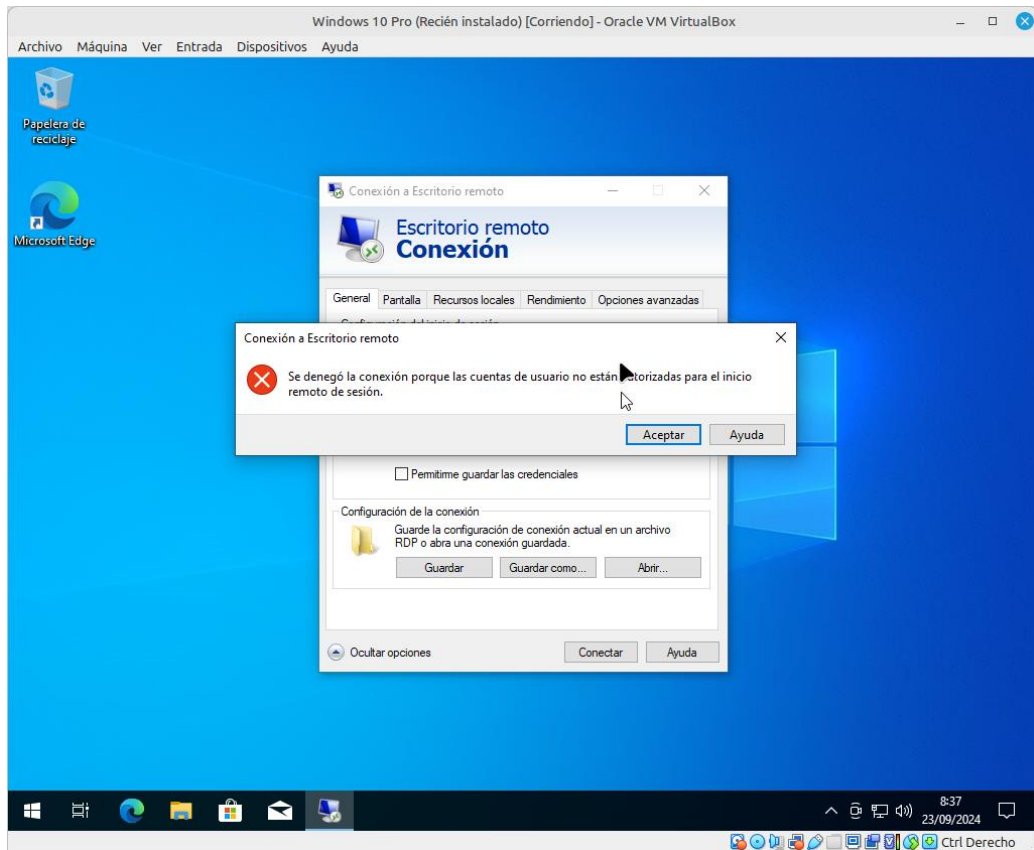 Windows 10 Pro (Recién instalado) [Corriendo] - Oracle VM VirtualBox
Archivo Máquina Ver Entrada Dispositivos Ayuda
Papelera de
reciclaje
Microsoft Edge
Conexión a Escritorio remoto
Escritorio remoto
Conexión
General Pantalla Recursos locales Rendimiento Opciones avanzadas
Conexión a Escritorio remoto
Se denegó la conexión porque las cuentas de usuario no están autorizadas para el inicio
remoto de sesión.
Aceptar Ayuda
Permitirme guardar las credenciales
Configuración de la conexión
Guarde la configuración de conexión actual en un archivo
RDP o abra una conexión guardada.
Guardar Guardar como... Abrir...
Ocultar opciones Conectar Ayuda
8:37
23/09/2024
Ctrl Derecho